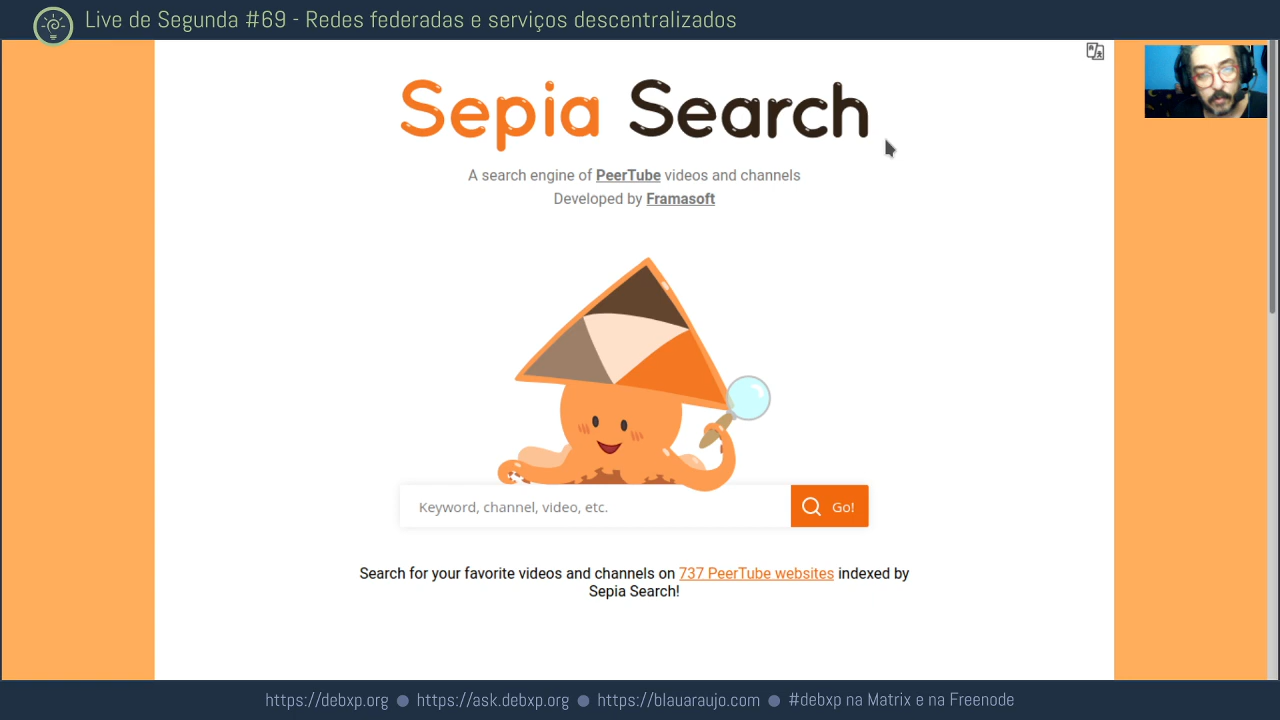 Live de Segunda #69 - Redes federadas e serviços descentralizados
Sepia Search
A search engine of PeerTube videos and channels
Developed by Framasoft
Keyword, channel, video, etc.
Go!
Search for your favorite videos and channels on 737 PeerTube websites indexed by
Sepia Search!
https://debxp.org ● https://ask.debxp.org ● https://blauaraujo.com ● #debxp na Matrix e na Freenode